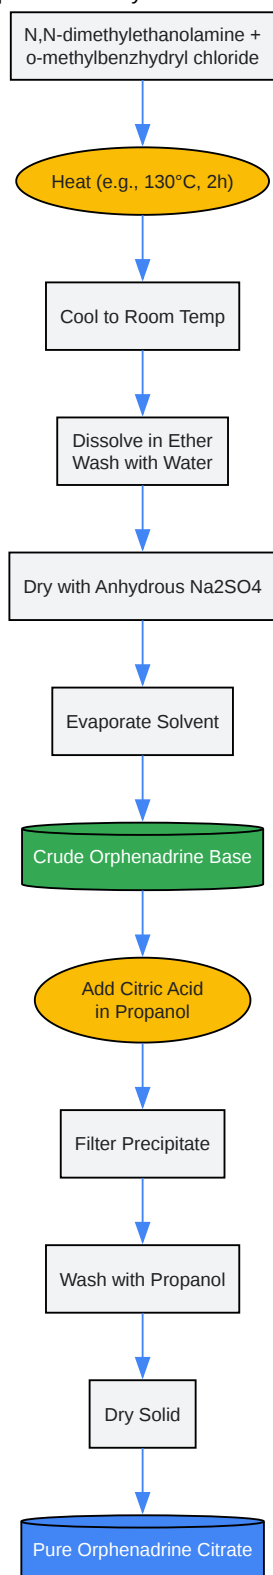 N,N-dimethylethanolamine +
o-methylbenzhydryl chloride
Heat (e.g., 130°C, 2h)
Cool to Room Temp
Dissolve in Ether
Wash with Water
Dry with Anhydrous Na2SO4
Evaporate Solvent
Crude Orphenadrine Base
Add Citric Acid
in Propanol
Filter Precipitate
Wash with Propanol
Dry Solid
Pure Orphenadrine Citrate